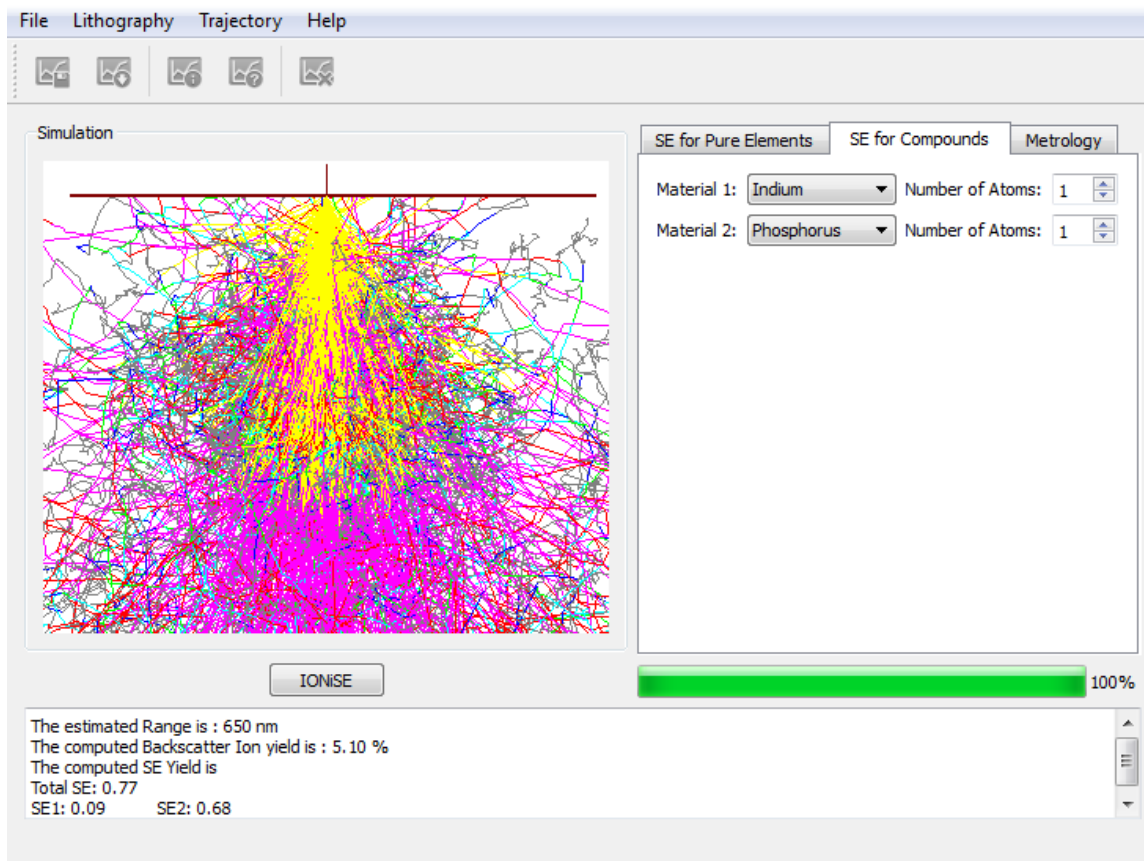 File Lithography Trajectory Help
Simulation
SE for Pure Elements SE for Compounds Metrology
Material 1: Indium Number of Atoms: 1
Material 2: Phosphorus Number of Atoms: 1
IONiSE
100%
The estimated Range is : 650 nm
The computed Backscatter Ion yield is : 5.10 %
The computed SE Yield is
Total SE: 0.77
SE1: 0.09 SE2: 0.68